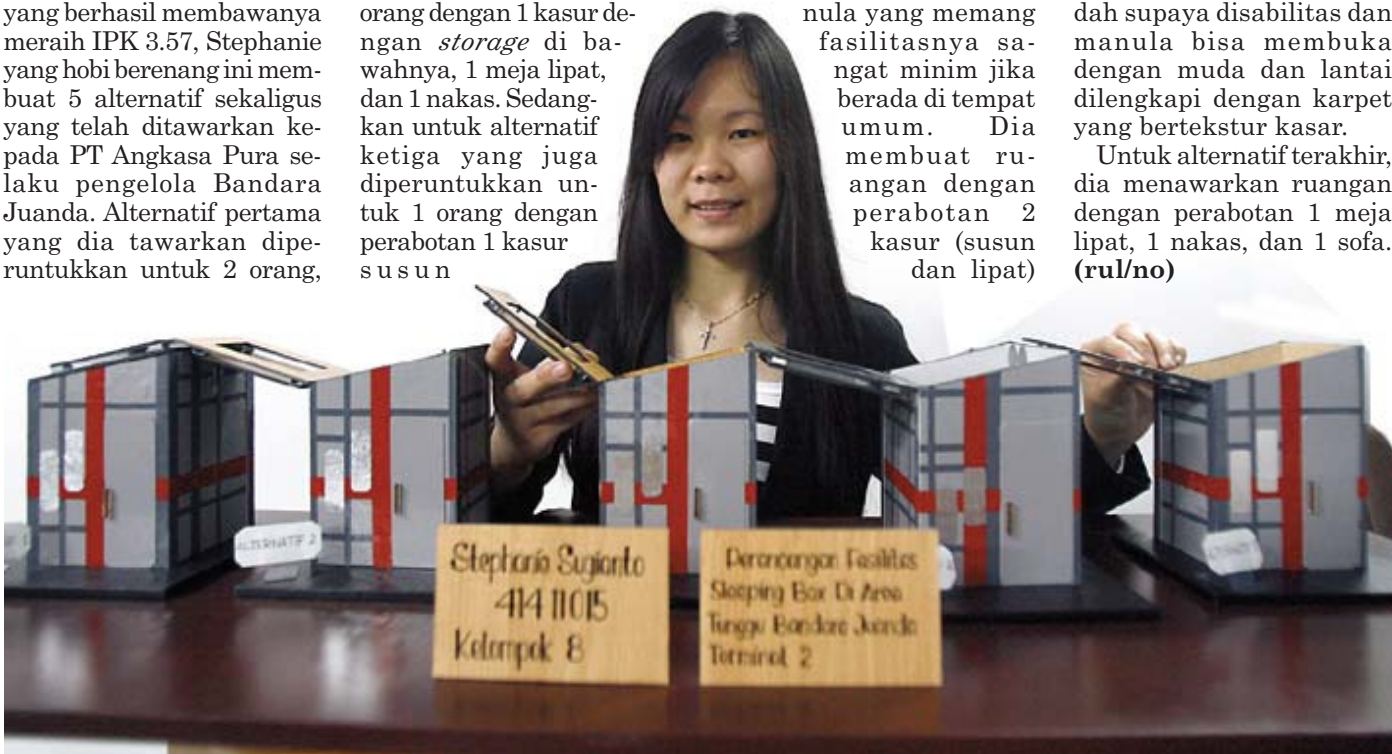 yang berhasil membawanya
meraih IPK 3.57, Stephanie
yang hobi berenang ini mem-
buat 5 alternatif sekaligus
yang telah ditawarkan ke-
pada PT Angkasa Pura se-
laku pengelola Bandara
Juanda. Alternatif pertama
yang dia tawarkan dipe-
runtukkan untuk 2 orang,
orang dengan 1 kasur de-
ngan storage di ba-
wahnya, 1 meja lipat,
dan 1 nakas. Sedang-
kan untuk alternatif
ketiga yang juga
diperuntukkan un-
tuk 1 orang dengan
perabotan 1 kasur
susun
nula yang memang
fasilitasnya sa-
ngat minim jika
berada di tempat
umum. Dia
membuat ru-
angan dengan
perabotan 2
kasur (susun
dan lipat)
dah supaya disabilitas dan
manula bisa membuka
dengan muda dan lantai
dilengkapi dengan karpet
yang bertekstur kasar.
Untuk alternatif terakhir,
dia menawarkan ruangan
dengan perabotan 1 meja
lipat, 1 nakas, dan 1 sofa.
(rul/no)
ALTERNATIF 2
Stephanie Sugianto
41411015
Kelompok 8
Perancangan Fasilitas
Sleeping Box Di Area
Tunggu Bandara Juanda
Terminal 2